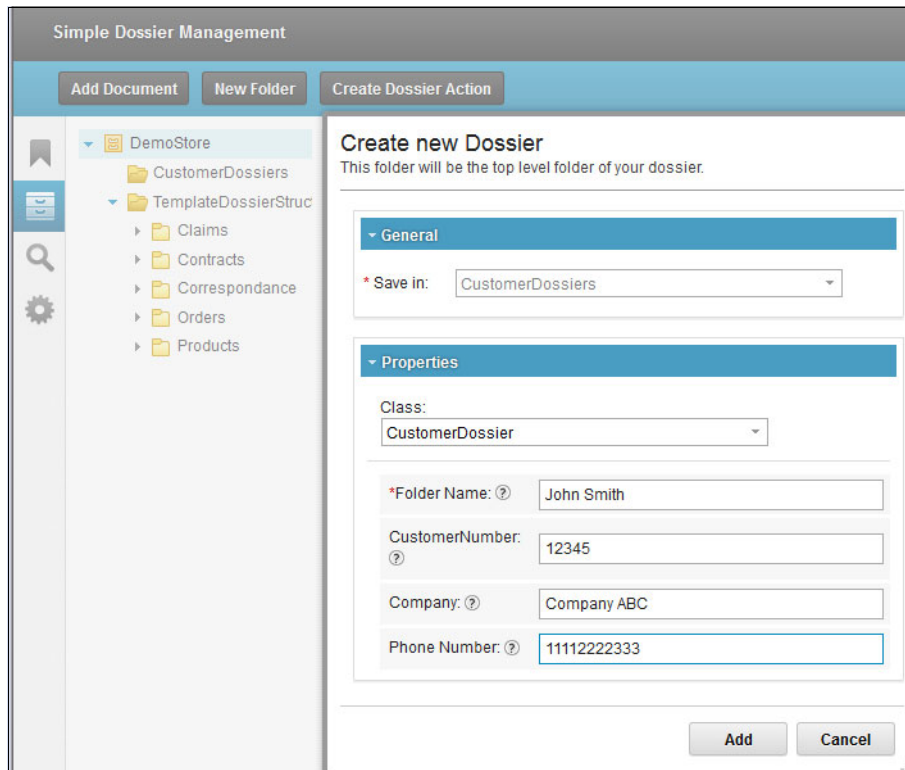 Simple Dossier Management
Add Document New Folder Create Dossier Action
DemoStore
CustomerDossiers
TemplateDossierStruc
Claims
Contracts
Correspondance
Orders
Products
Create new Dossier
This folder will be the top level folder of your dossier.
General
* Save in: CustomerDossiers
Properties
Class:
CustomerDossier
*Folder Name: ? John Smith
CustomerNumber: ? 12345
Company: ? Company ABC
Phone Number: ? 11112222333
Add Cancel